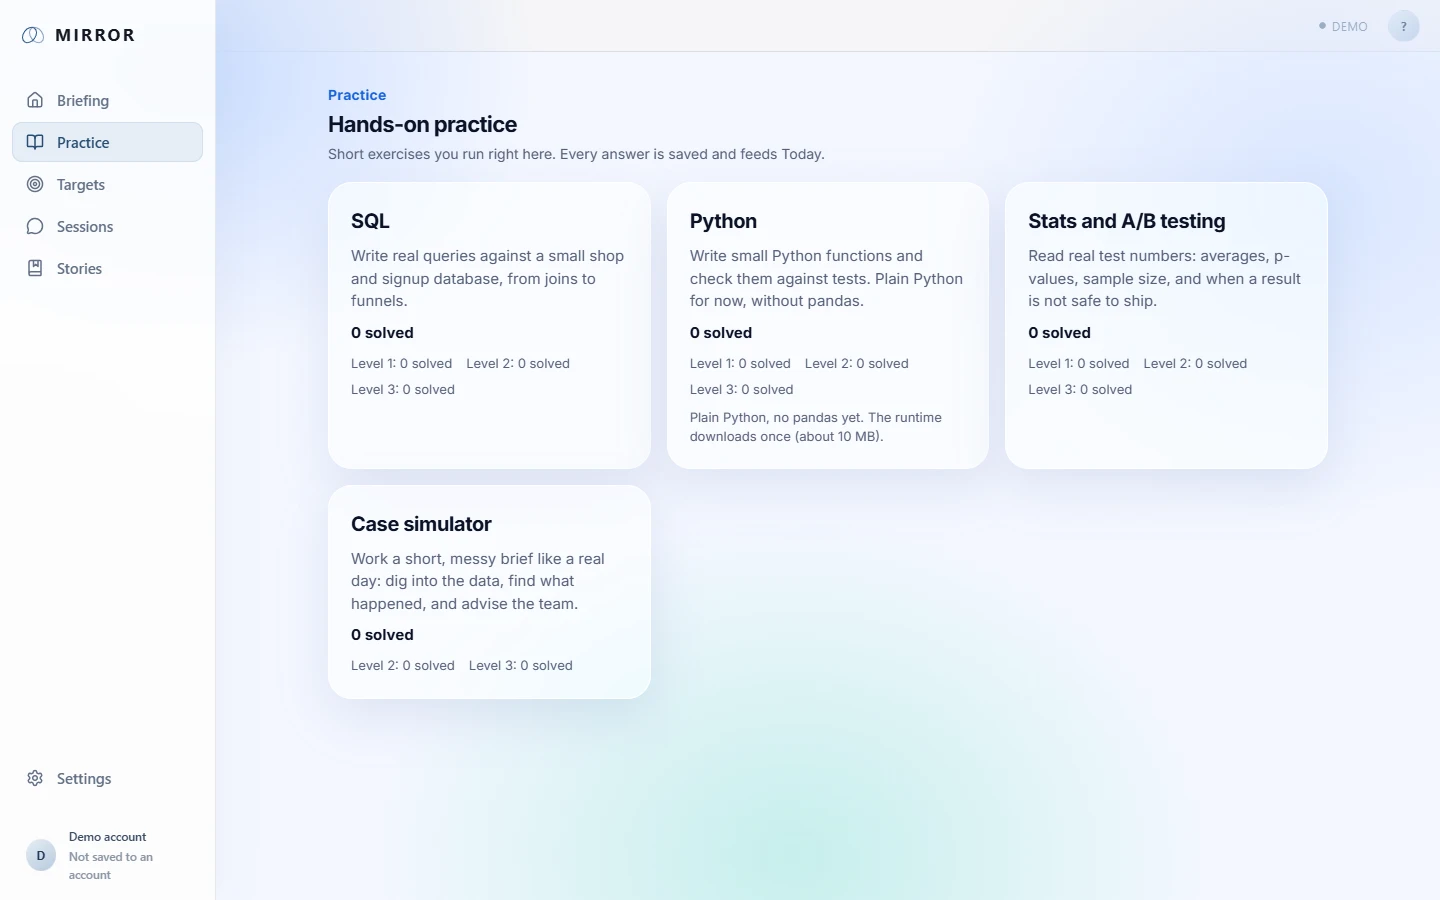 MIRROR
Briefing
Practice
Targets
Sessions
Stories
Settings
D
Demo account
Not saved to an
account
DEMO
?
Practice
Hands-on practice
Short exercises you run right here. Every answer is saved and feeds Today.
SQL
Write real queries against a small shop
and signup database, from joins to
funnels.
0 solved
Level 1: 0 solved Level 2: 0 solved
Level 3: 0 solved
Python
Write small Python functions and
check them against tests. Plain Python
for now, without pandas.
0 solved
Level 1: 0 solved Level 2: 0 solved
Level 3: 0 solved
Plain Python, no pandas yet. The runtime
downloads once (about 10 MB).
Stats and A/B testing
Read real test numbers: averages, p-
values, sample size, and when a result
is not safe to ship.
0 solved
Level 1: 0 solved Level 2: 0 solved
Level 3: 0 solved
Case simulator
Work a short, messy brief like a real
day: dig into the data, find what
happened, and advise the team.
0 solved
Level 2: 0 solved Level 3: 0 solved